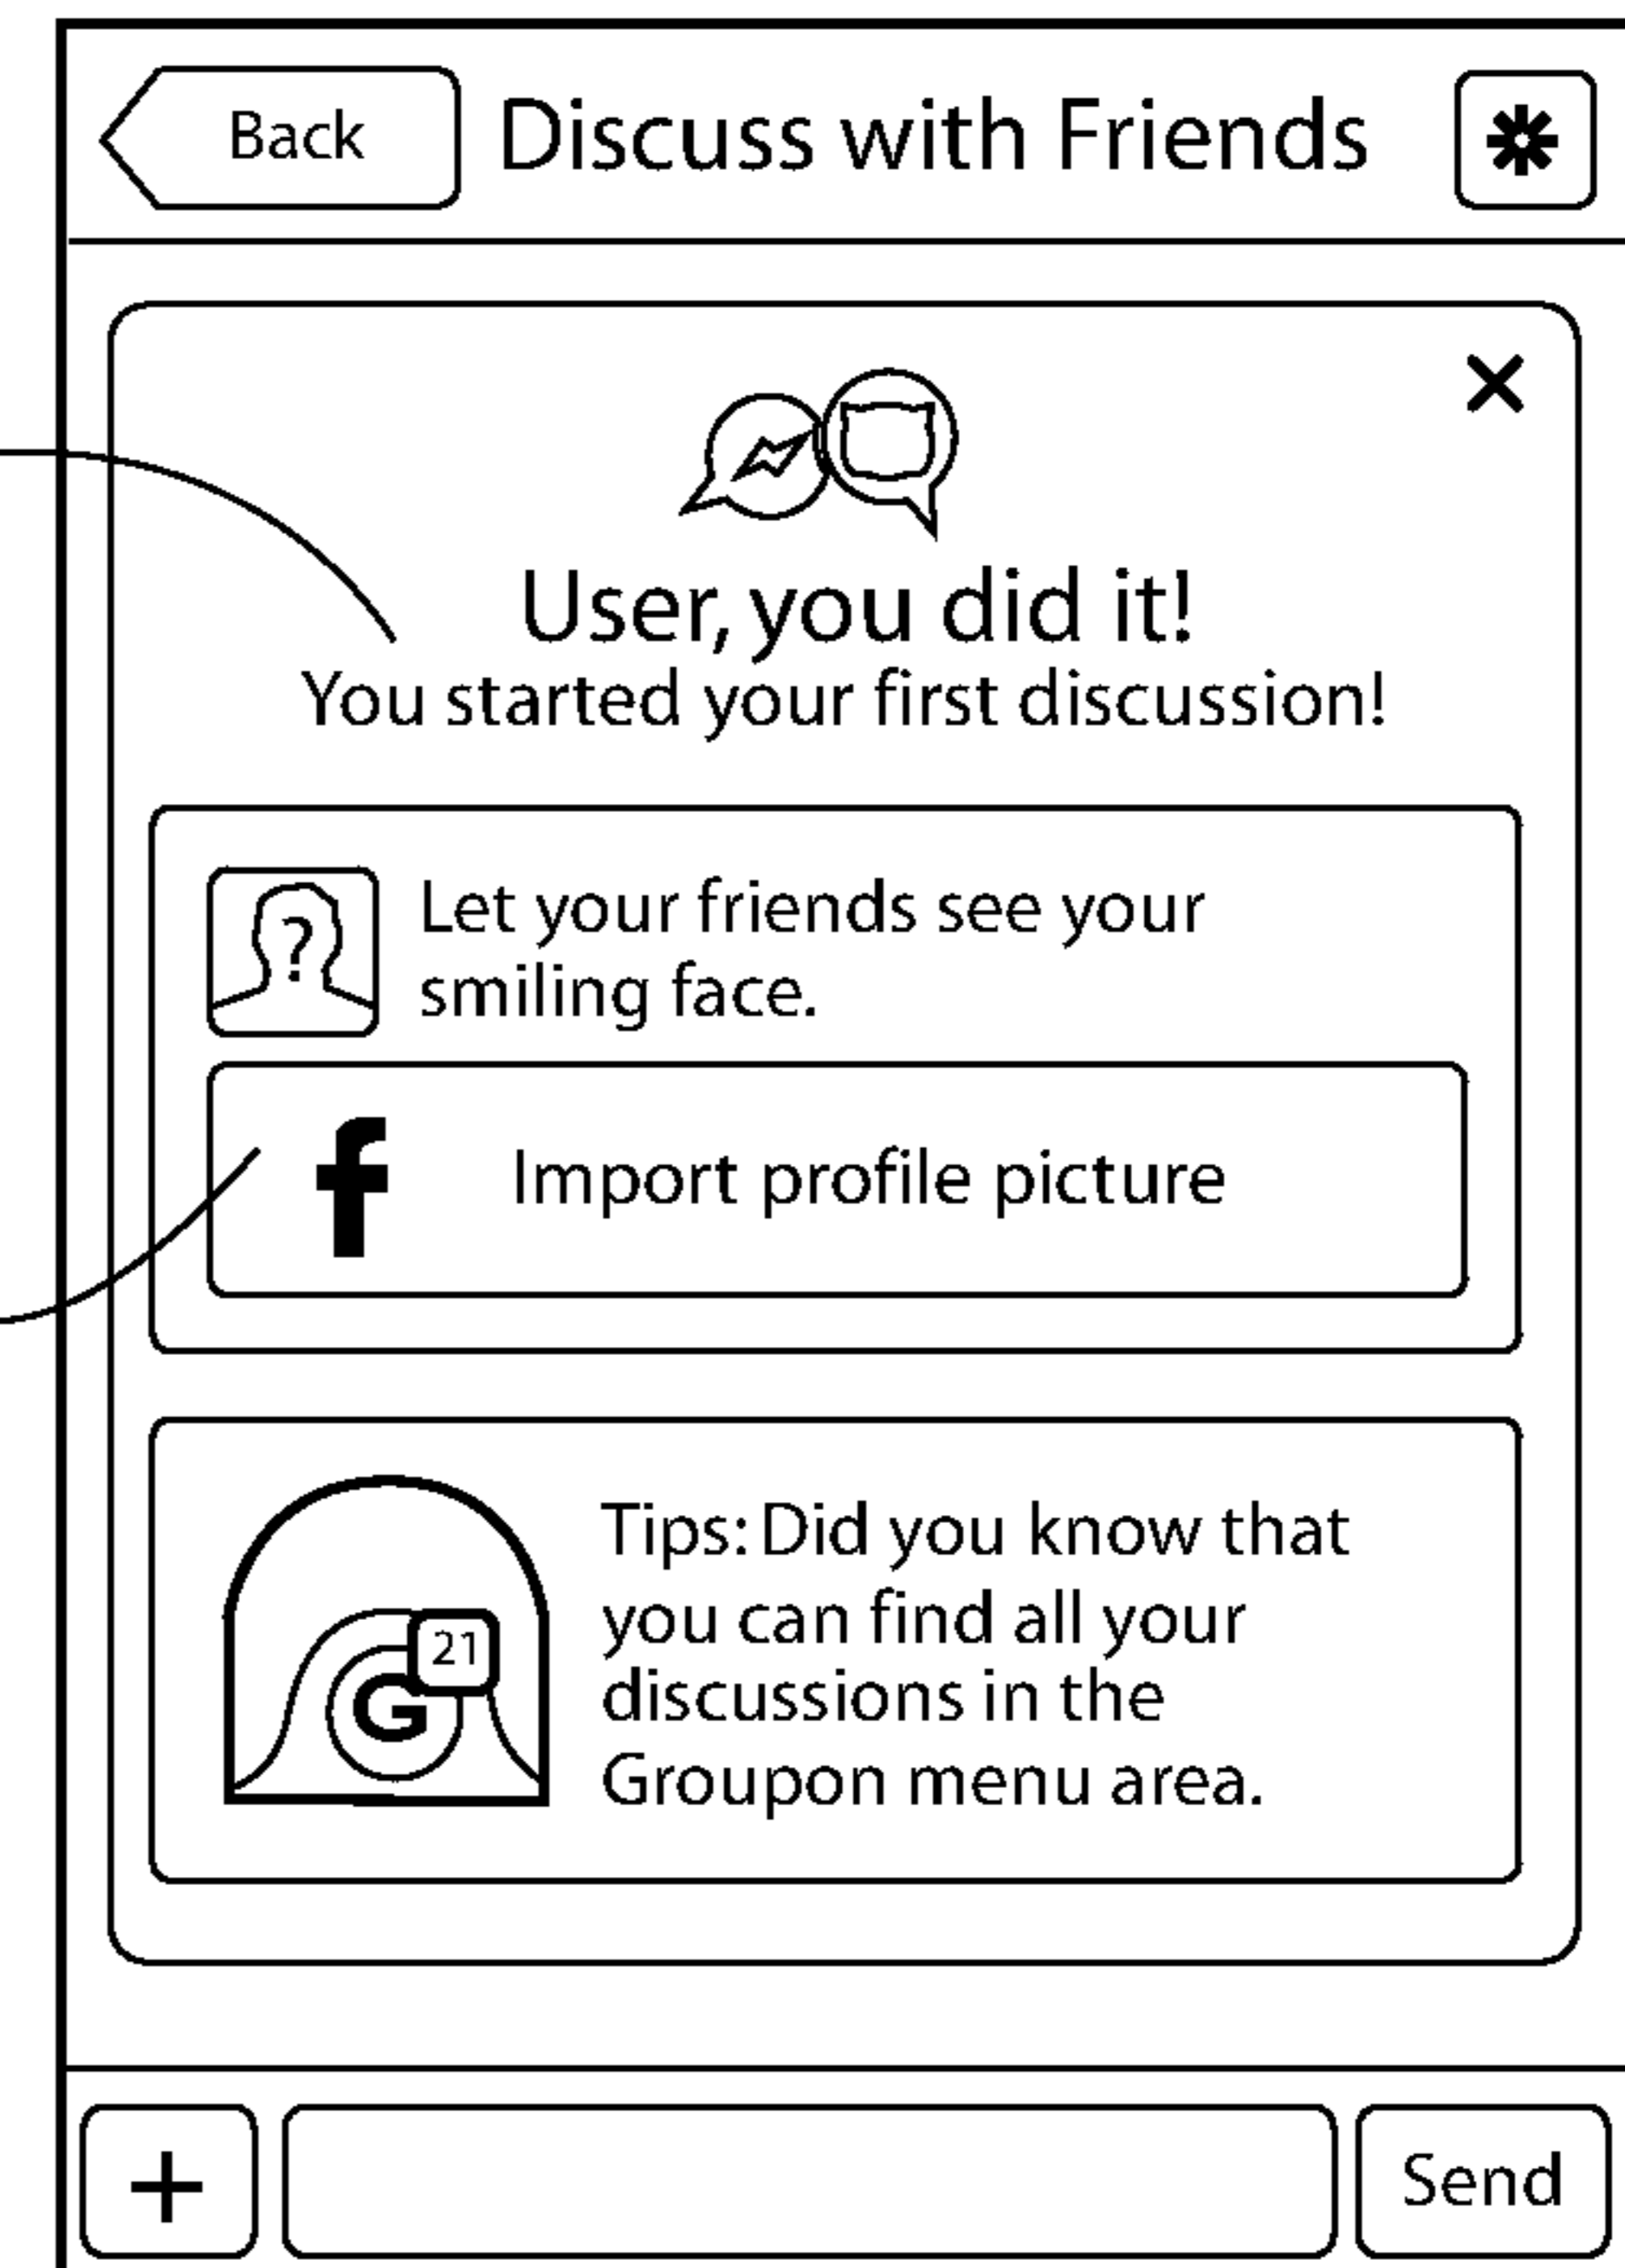 Back
Discuss with Friends
User, you did it!
You started your first discussion!
?
Let your friends see your
smiling face.
f
Import profile picture
21
G
Tips: Did you know that
you can find all your
discussions in the
Groupon menu area.
+
Send